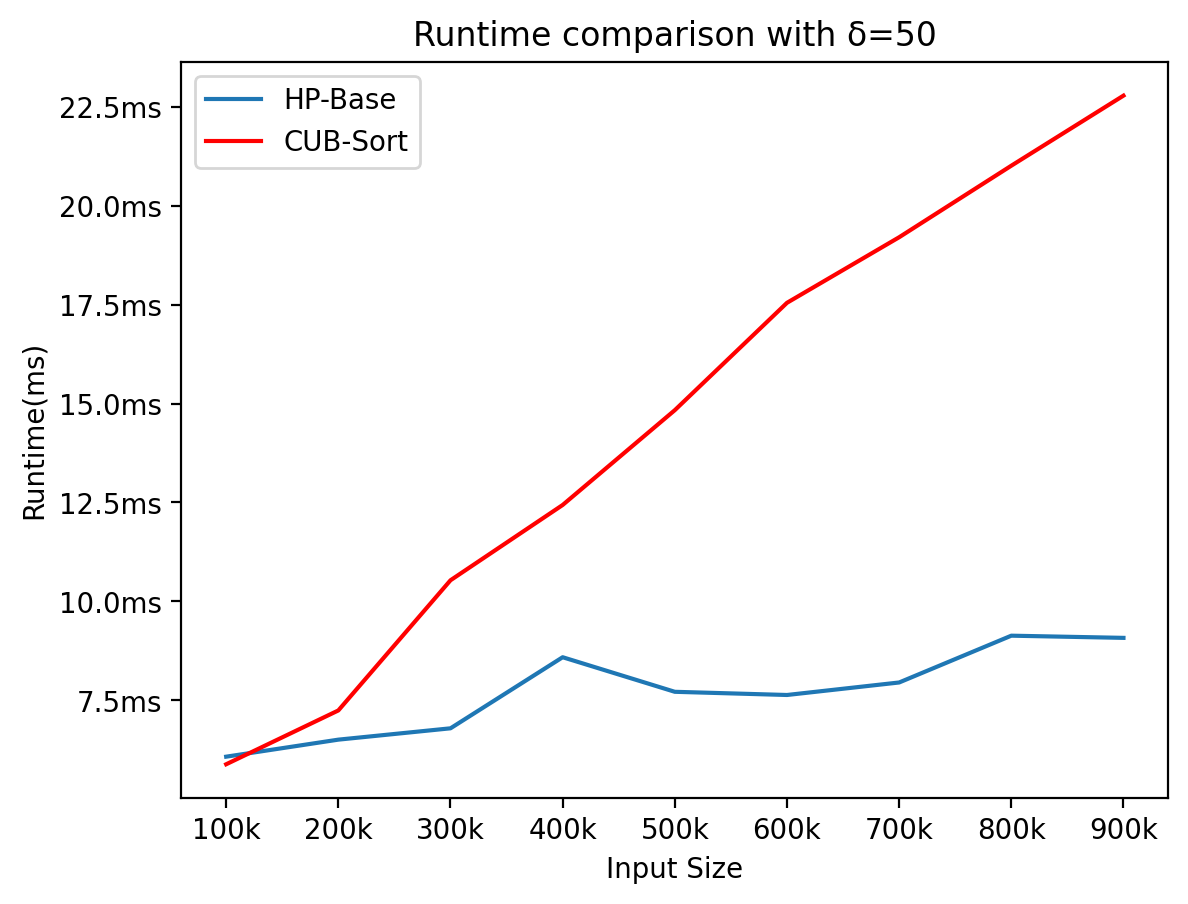 Runtime comparison with δ=50
HP-Base
CUB-Sort
22.5ms
20.0ms
17.5ms
15.0ms
12.5ms
10.0ms
7.5ms
Runtime(ms)
100k 200k 300k 400k 500k 600k 700k 800k 900k
Input Size